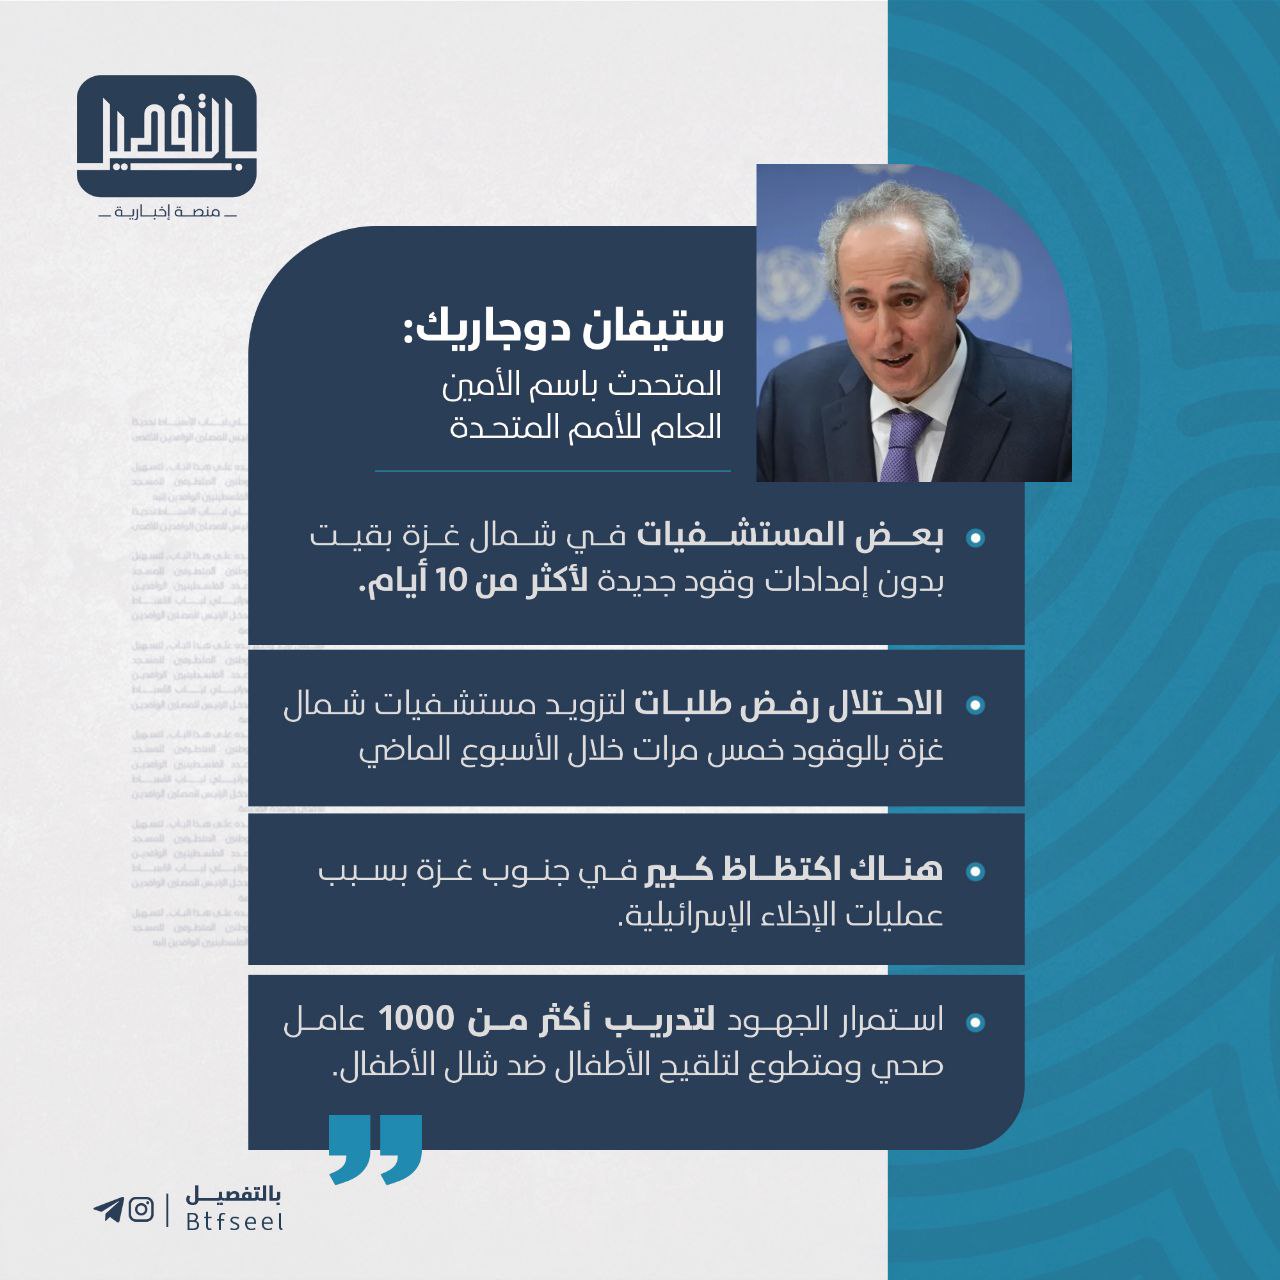 بالتفصيل
منصة إخبارية
ستيفان دوجاريك:
المتحدث باسم الأمين
العام للأمم المتحدة
بعض المستشفيات في شمال غزة بقيت
بدون إمدادات وقود جديدة لأكثر من 10 أيام.
الاحتلال رفض طلبات لتزويد مستشفيات شمال
غزة بالوقود خمس مرات خلال الأسبوع الماضي
هناك اكتظاظ كبير في جنوب غزة بسبب
عمليات الإخلاء الإسرائيلية.
استمرار الجهود لتدريب أكثر من 1000 عامل
صحي ومتطوع لتلقيح الأطفال ضد شلل الأطفال.
بالتفصيل
Btfseel